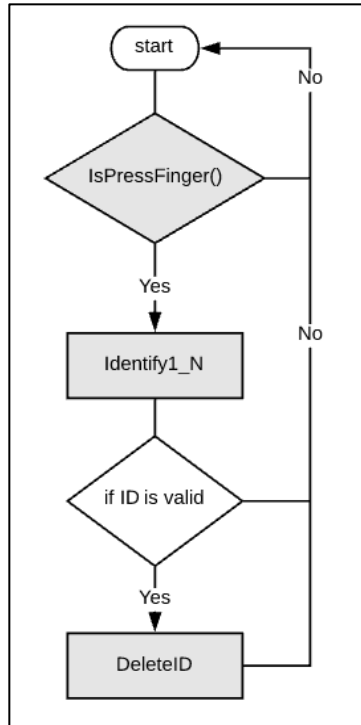 start
No
IsPressFinger()
Yes
No
Identify1_N
if ID is valid
Yes
DeleteID